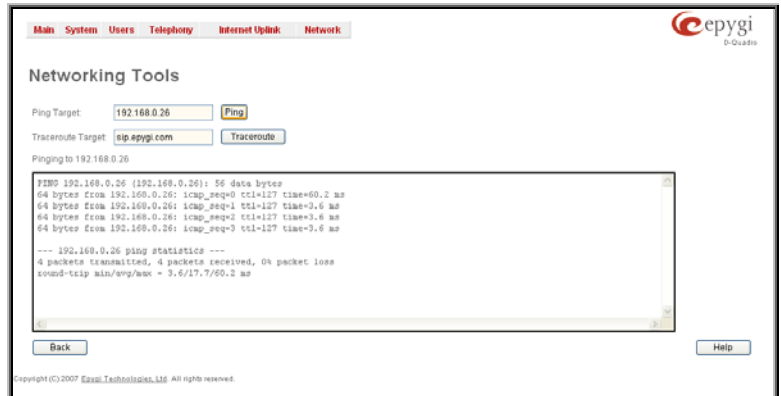 Main System Users Telephony Internet Uplink Network
epygi
D-Quadro
Networking Tools
Ping Target: 192.168.0.26 Ping
Traceroute Target: sip.epygi.com Traceroute
Pinging to 192.168.0.26
PING 192.168.0.26 (192.168.0.26): 56 data bytes
64 bytes from 192.168.0.26: icmp_seq=0 ttl=127 time=60.2 ms
64 bytes from 192.168.0.26: icmp_seq=1 ttl=127 time=3.6 ms
64 bytes from 192.168.0.26: icmp_seq=2 ttl=127 time=3.6 ms
64 bytes from 192.168.0.26: icmp_seq=3 ttl=127 time=3.6 ms
--- 192.168.0.26 ping statistics ---
4 packets transmitted, 4 packets received, 0% packet loss
round-trip min/avg/max = 3.6/17.7/60.2 ms
Back Help
Copyright (C) 2007 Epygi Technologies, Ltd. All rights reserved.